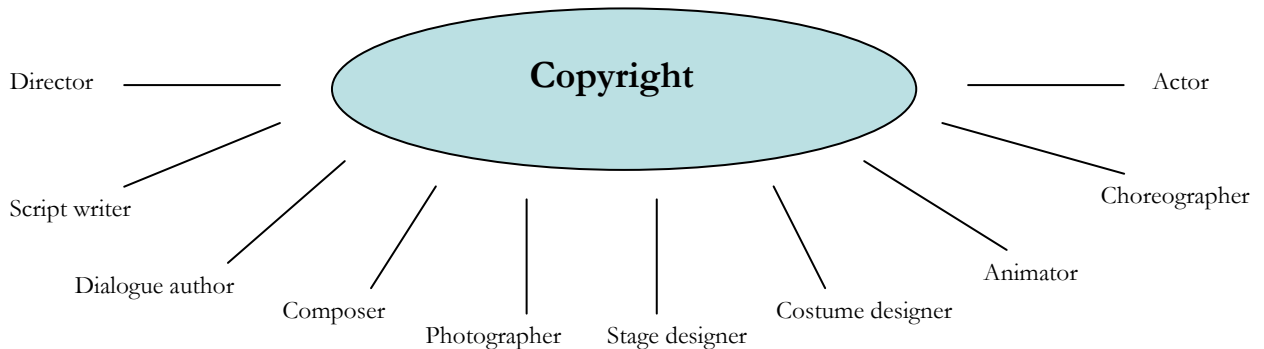 Copyright
Director
Actor
Script writer
Choreographer
Dialogue author
Animator
Composer
Costume designer
Photographer
Stage designer